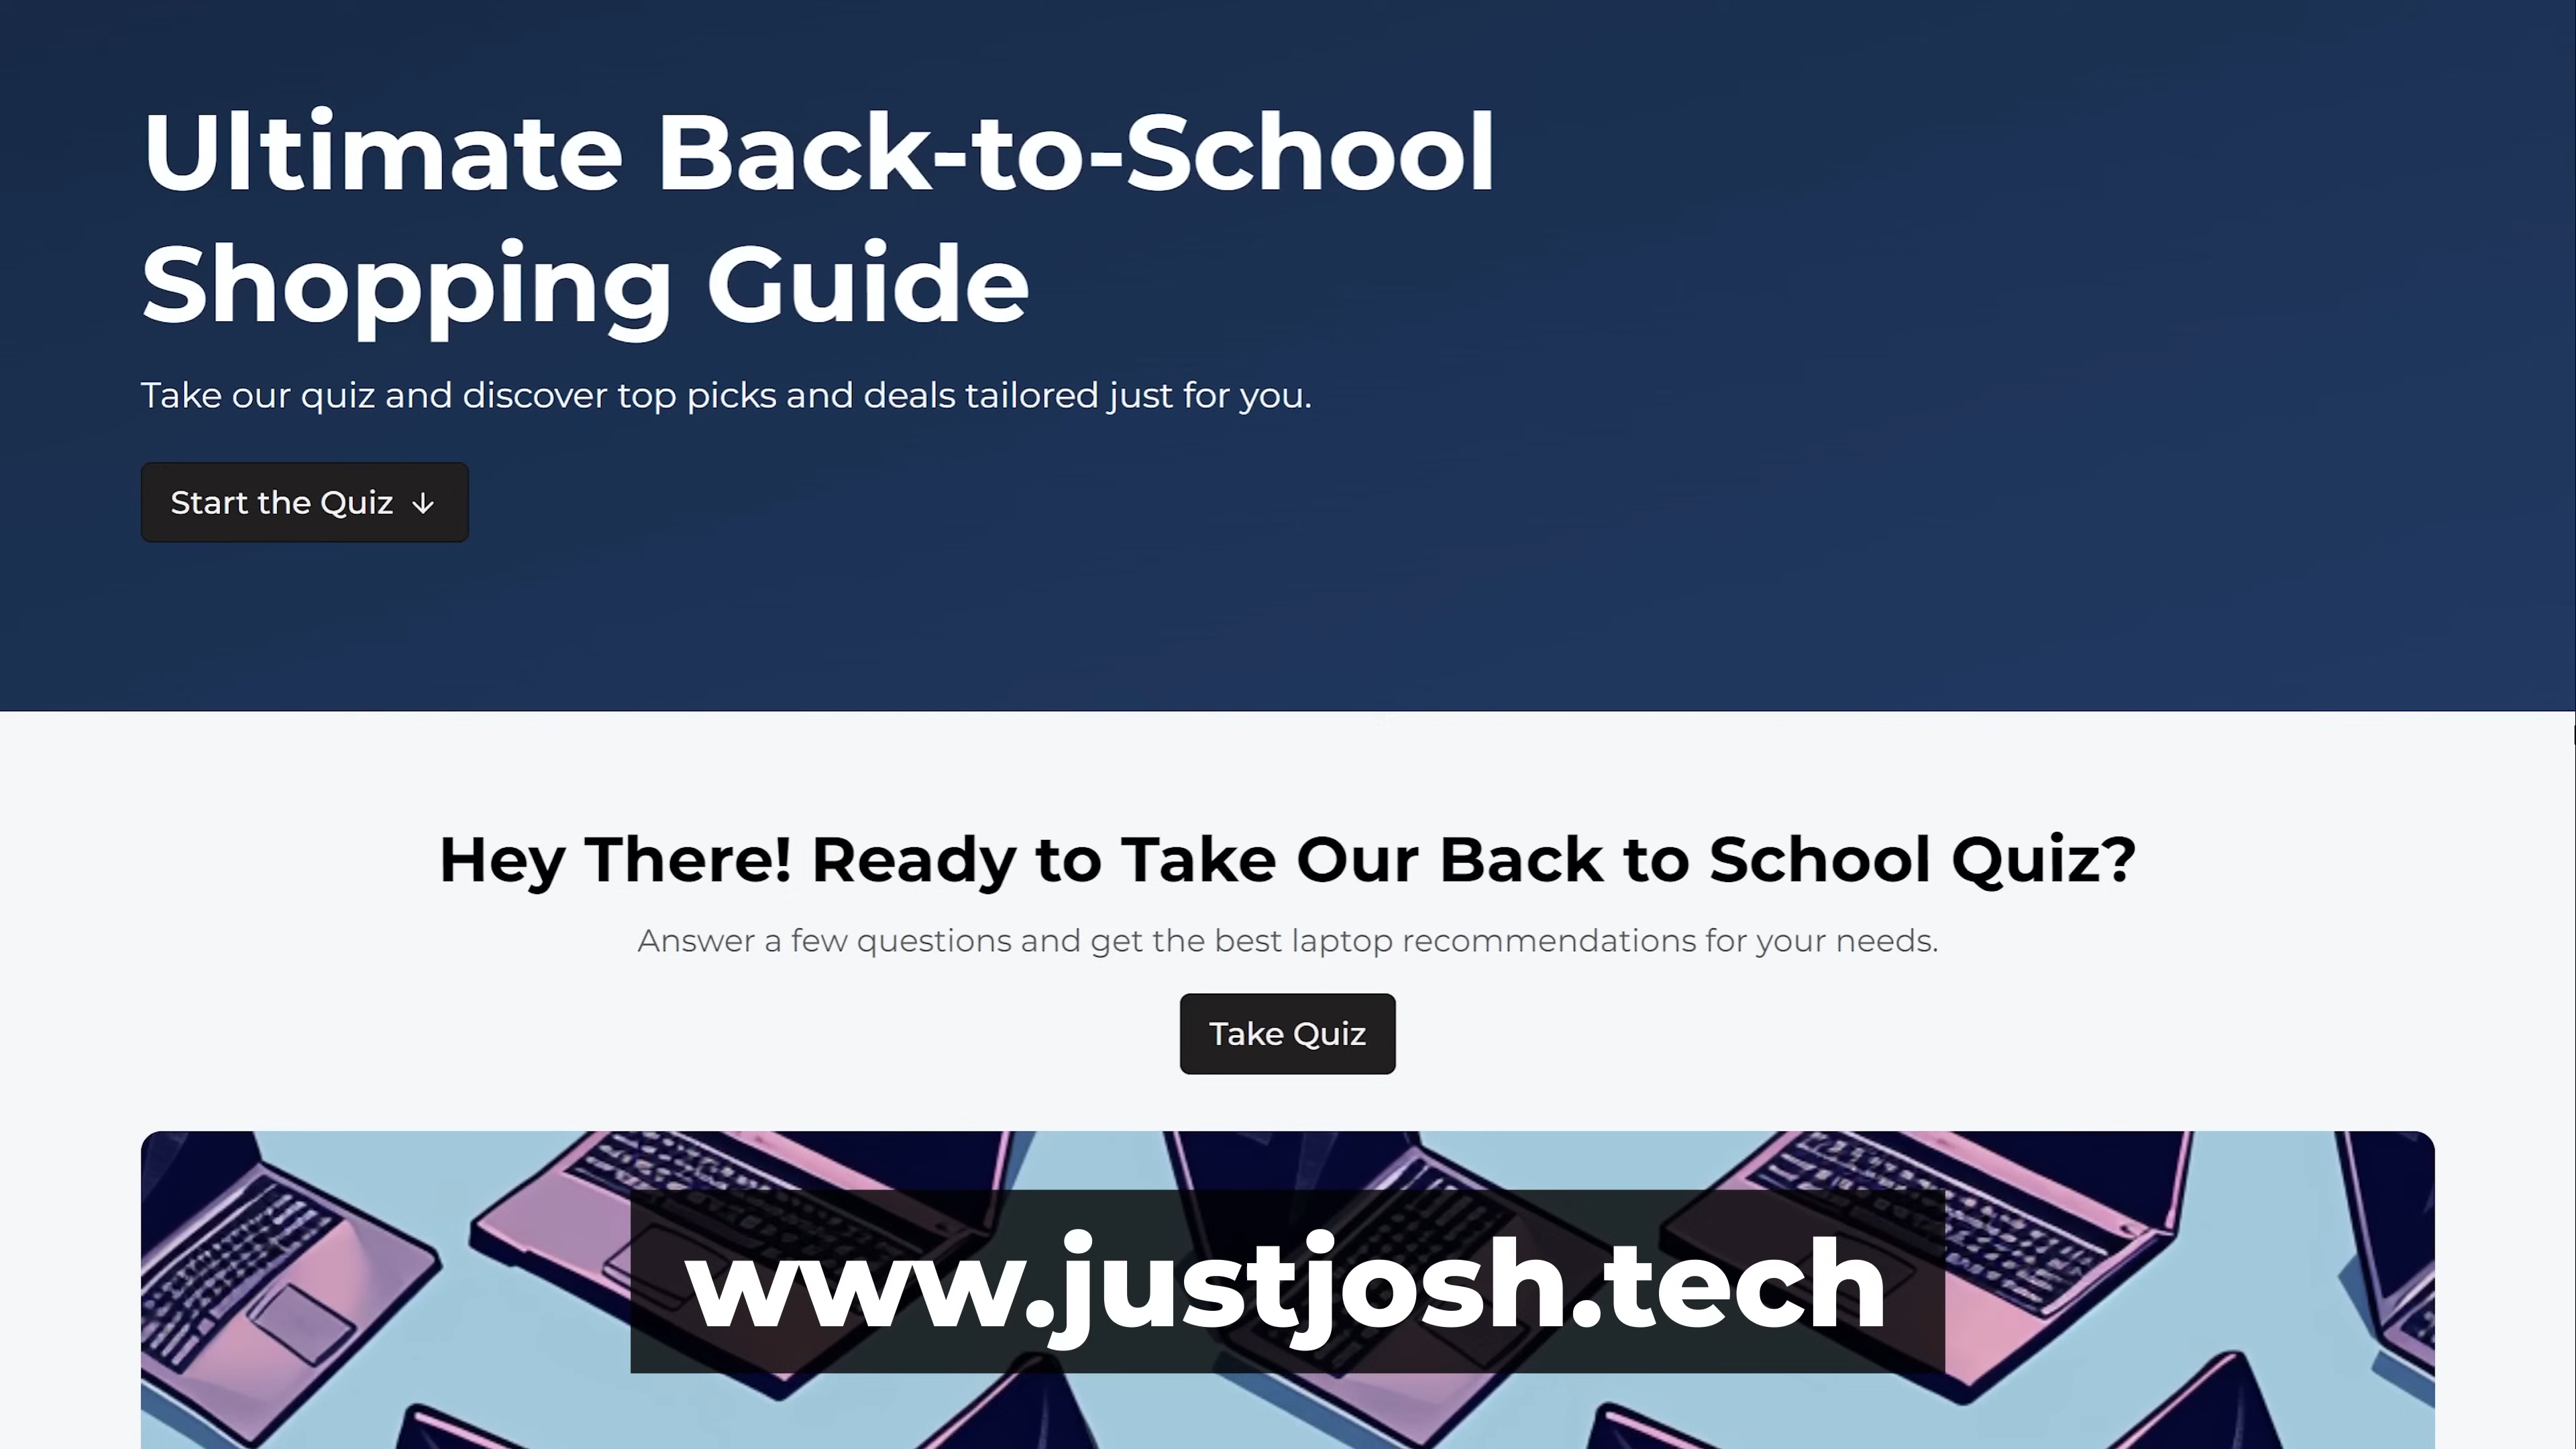 Ultimate Back-to-School
Shopping Guide
Take our quiz and discover top picks and deals tailored just for you.
Start the Quiz ↓
Hey There! Ready to Take Our Back to School Quiz?
Answer a few questions and get the best laptop recommendations for your needs.
Take Quiz
www.justjosh.tech